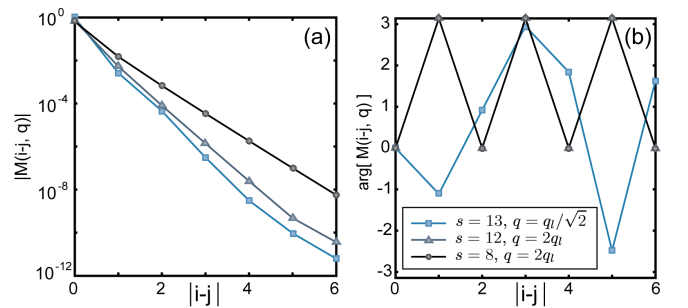 (a)
10^0
10^-4
10^-8
10^-12
|M(i-j, q)|
0 2 4 6
|i-j|
(b)
3
2
1
0
-1
-2
-3
arg[ M(i-j, q) ]
s = 13, q = q_l/√2
s = 12, q = 2q_l
s = 8, q = 2q_l
0 2 4 6
|i-j|